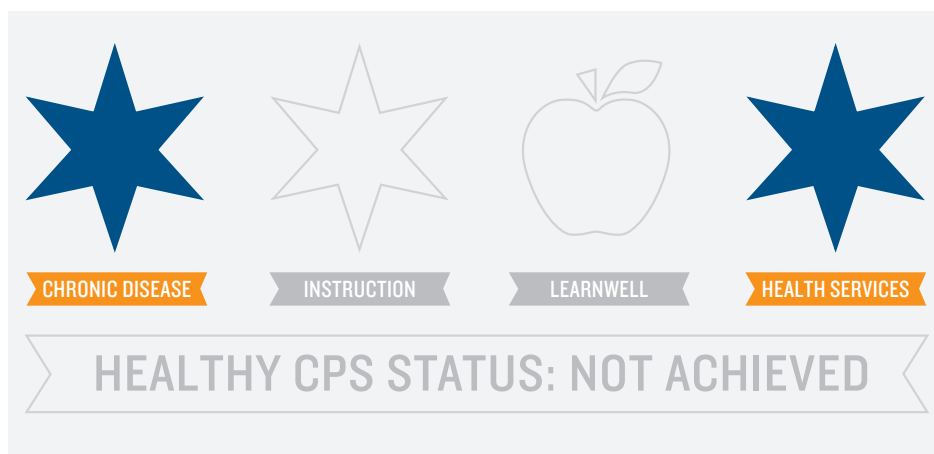 CHRONIC DISEASE
INSTRUCTION
LEARNWELL
HEALTH SERVICES
HEALTHY CPS STATUS: NOT ACHIEVED